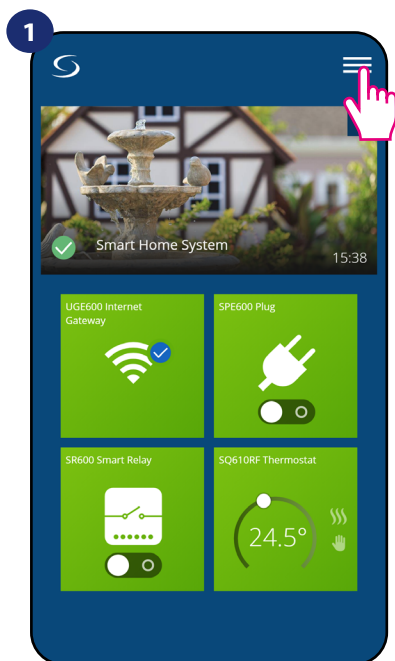 1
Smart Home System
15:38
UGE600 Internet
Gateway
SPE600 Plug
SR600 Smart Relay
SQ610RF Thermostat
24.5°